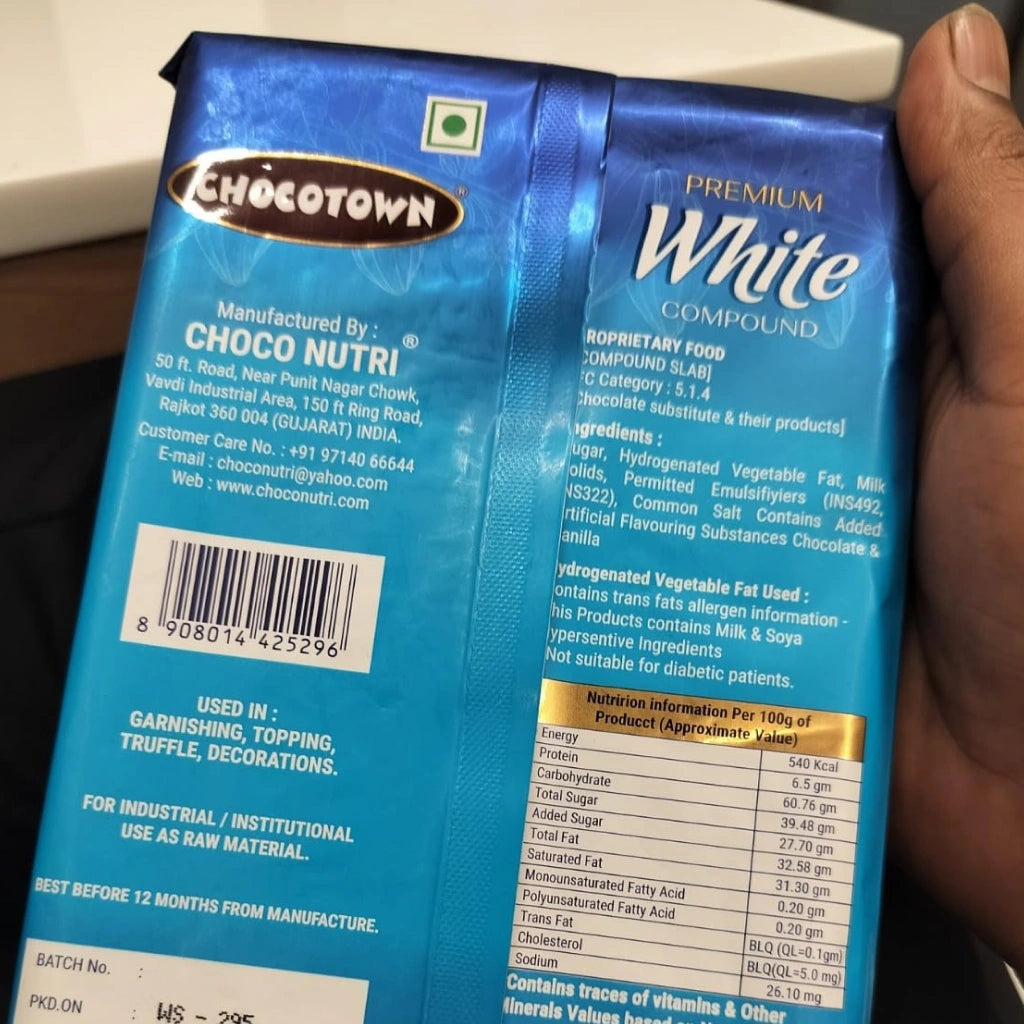 CHOCOTOWN ®
Manufactured By :
CHOCO NUTRI ®
50 ft. Road, Near Punit Nagar Chowk,
Vavdi Industrial Area, 150 ft Ring Road,
Rajkot 360 004 (GUJARAT) INDIA.
Customer Care No. : +91 97140 66644
E-mail : choconutri@yahoo.com
Web : www.choconutri.com
8 908014 425296
USED IN :
GARNISHING, TOPPING,
TRUFFLE, DECORATIONS.
FOR INDUSTRIAL / INSTITUTIONAL
USE AS RAW MATERIAL.
BEST BEFORE 12 MONTHS FROM MANUFACTURE.
BATCH No. :
PKD.ON : WS - 295
PREMIUM
White
COMPOUND
ROPRIETARY FOOD
COMPOUND SLAB]
FC Category : 5.1.4
Chocolate substitute & their products]
ngredients :
ugar, Hydrogenated Vegetable Fat, Milk
olids, Permitted Emulsifiyiers (INS492,
NS322), Common Salt Contains Added
rtificial Flavouring Substances Chocolate &
anilla
ydrogenated Vegetable Fat Used :
ontains trans fats allergen information -
his Products contains Milk & Soya
ypersentive Ingredients
Not suitable for diabetic patients.
Nutririon information Per 100g of
Producct (Approximate Value)
Energy 540 Kcal
Protein 6.5 gm
Carbohydrate 60.76 gm
Total Sugar 39.48 gm
Added Sugar 27.70 gm
Total Fat 32.58 gm
Saturated Fat 31.30 gm
Monounsaturated Fatty Acid 0.20 gm
Polyunsaturated Fatty Acid 0.20 gm
Trans Fat BLQ (QL=0.1gm)
Cholesterol BLQ(QL=5.0 mg)
Sodium 26.10 mg
Contains traces of vitamins & Other
Minerals Values based on